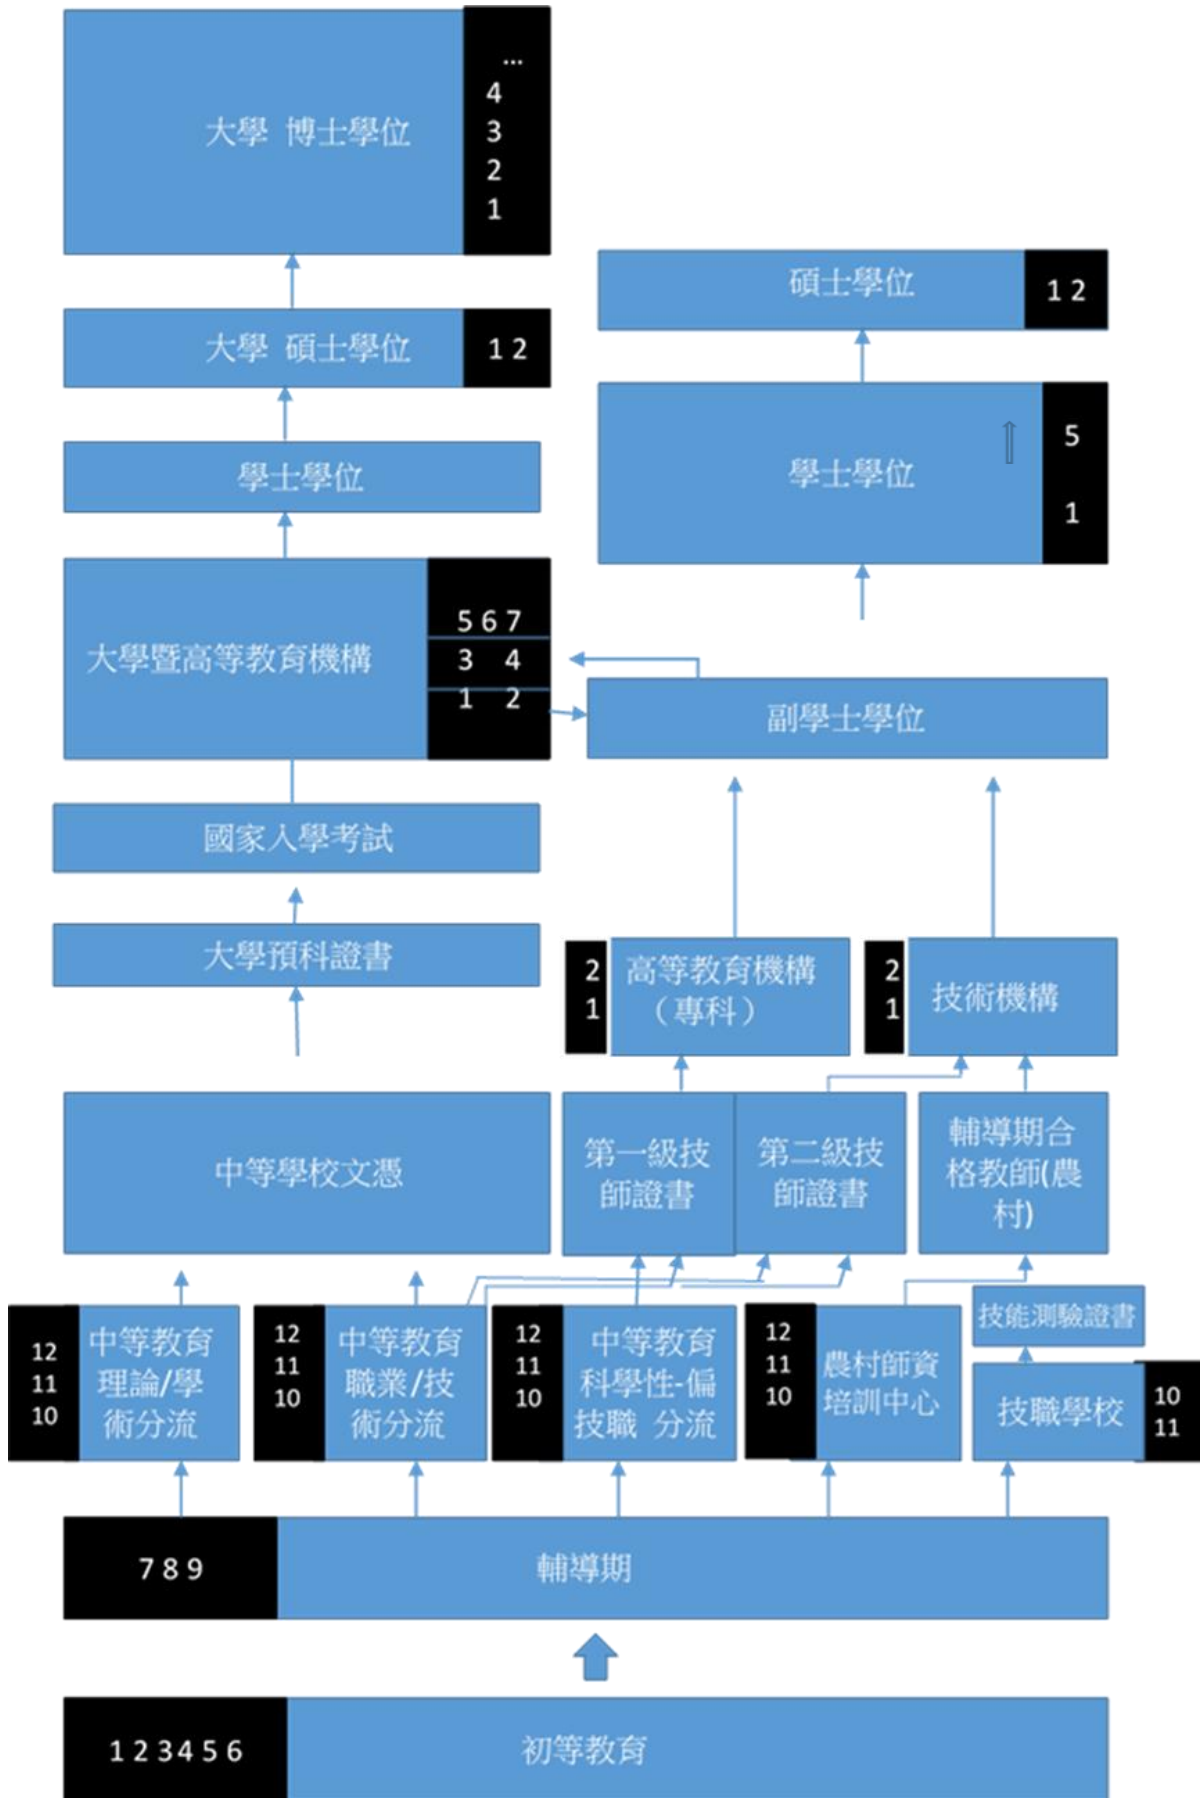 ...
4
3
2
1
大學 博士學位
碩士學位
1 2
大學 碩士學位
1 2
學士學位
5
1
學士學位
大學暨高等教育機構
5 6 7
3 4
1 2
副學士學位
國家入學考試
大學預科證書
2
1
高等教育機構
（專科）
2
1
技術機構
中等學校文憑
第一級技
師證書
第二級技
師證書
輔導期合
格教師(農
村)
技能測驗證書
12
11
10
中等教育
理論/學
術分流
12
11
10
中等教育
職業/技
術分流
12
11
10
中等教育
科學性-偏
技職 分流
12
11
10
農村師資
培訓中心
技職學校
10
11
7 8 9
輔導期
1 2 3 4 5 6
初等教育